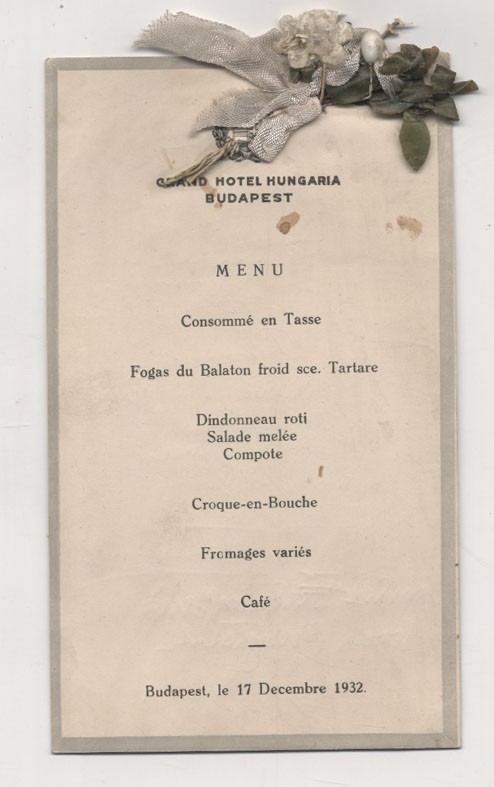 GRAND HOTEL HUNGARIA
BUDAPEST
MENU
Consommé en Tasse
Fogas du Balaton froid sce. Tartare
Dindonneau roti
Salade melée
Compote
Croque-en-Bouche
Fromages variés
Café
Budapest, le 17 Decembre 1932.